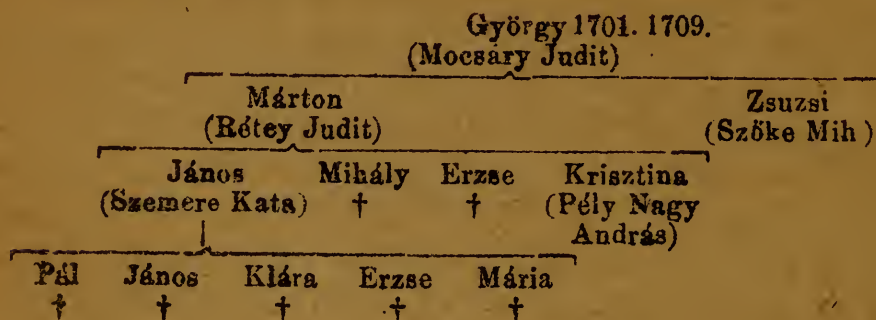 György 1701. 1709.
(Mocsáry Judit)
Márton Zsuzsi
(Rétey Judit) (Szőke Mih)
János Mihály Erzse Krisztina
(Szemere Kata) † † (Pély Nagy
András)
Pál János Klára Erzse Mária
† † † † †